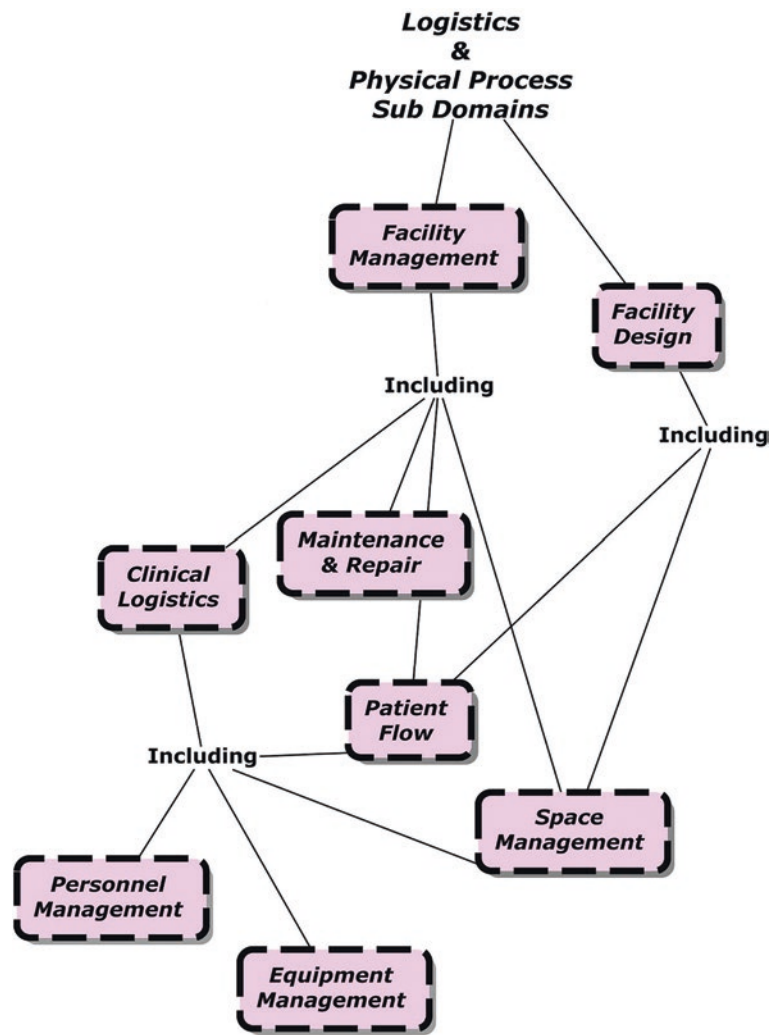 Logistics
&
Physical Process
Sub Domains
Facility
Management
Facility
Design
Including
Including
Maintenance
& Repair
Clinical
Logistics
Patient
Flow
Including
Space
Management
Personnel
Management
Equipment
Management